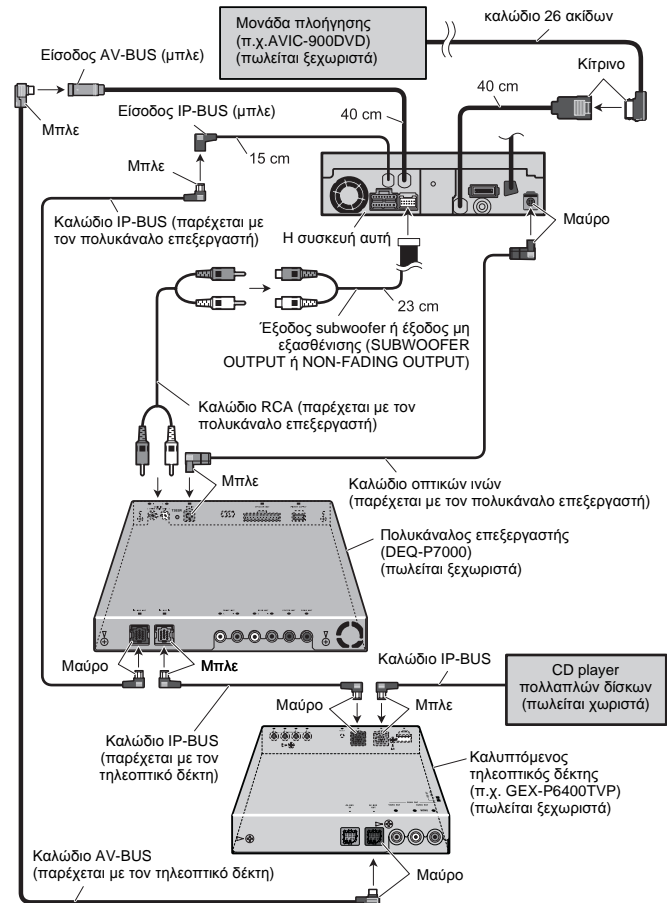 Μονάδα πλοήγησης
(π.χ.AVIC-900DVD)
(πωλείται ξεχωριστά)
καλώδιο 26 ακίδων
Είσοδος AV-BUS (μπλε)
Κίτρινο
Μπλε
Είσοδος IP-BUS (μπλε)
40 cm
40 cm
Μπλε
15 cm
Καλώδιο IP-BUS (παρέχεται με
τον πολυκάναλο επεξεργαστή)
Η συσκευή αυτή
Μαύρο
23 cm
Έξοδος subwoofer ή έξοδος μη
εξασθένισης (SUBWOOFER
OUTPUT ή NON-FADING OUTPUT)
Καλώδιο RCA (παρέχεται με τον
πολυκάναλο επεξεργαστή)
Μπλε
Καλώδιο οπτικών ινών
(παρέχεται με τον πολυκάναλο επεξεργαστή)
Πολυκάναλος επεξεργαστής
(DEQ-P7000)
(πωλείται ξεχωριστά)
Μαύρο
Μπλε
Καλώδιο IP-BUS
CD player
πολλαπλών δίσκων
(πωλείται χωριστά)
Μαύρο
Μπλε
Καλώδιο IP-BUS
(παρέχεται με τον
τηλεοπτικό δέκτη)
Καλυπτόμενος
τηλεοπτικός δέκτης
(π.χ. GEX-P6400TVP)
(πωλείται ξεχωριστά)
Καλώδιο AV-BUS
(παρέχεται με τον τηλεοπτικό δέκτη)
Μαύρο